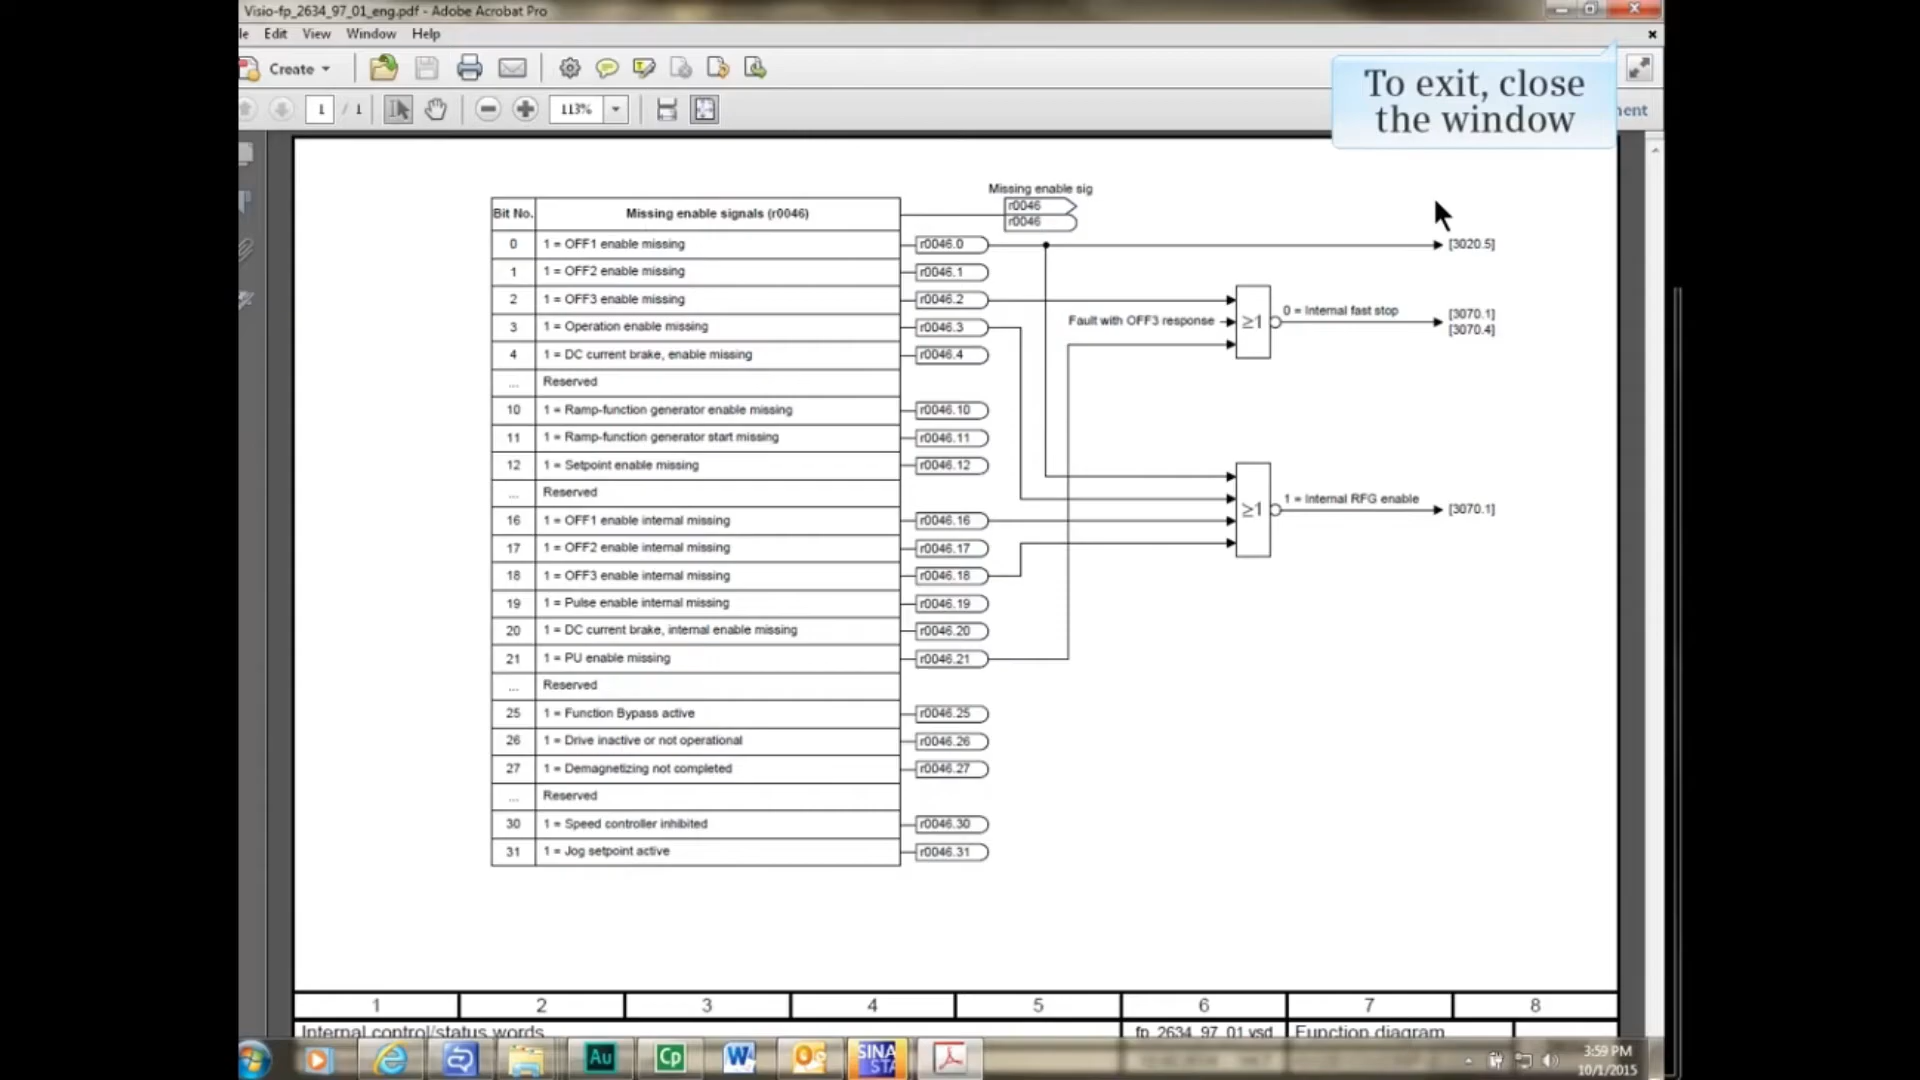 Visio-fp_2634_97_01_eng.pdf - Adobe Acrobat Pro
le Edit View Window Help
Create
1 / 1 113%
To exit, close
the window
ent
Missing enable sig
r0046
r0046
Bit No. Missing enable signals (r0046)
0 1 = OFF1 enable missing r0046.0 [3020.5]
1 1 = OFF2 enable missing r0046.1
2 1 = OFF3 enable missing r0046.2
0 = Internal fast stop
Fault with OFF3 response ≥1 [3070.1]
[3070.4]
3 1 = Operation enable missing r0046.3
4 1 = DC current brake, enable missing r0046.4
... Reserved
10 1 = Ramp-function generator enable missing r0046.10
11 1 = Ramp-function generator start missing r0046.11
12 1 = Setpoint enable missing r0046.12
... Reserved
1 = Internal RFG enable
≥1 [3070.1]
16 1 = OFF1 enable internal missing r0046.16
17 1 = OFF2 enable internal missing r0046.17
18 1 = OFF3 enable internal missing r0046.18
19 1 = Pulse enable internal missing r0046.19
20 1 = DC current brake, internal enable missing r0046.20
21 1 = PU enable missing r0046.21
... Reserved
25 1 = Function Bypass active r0046.25
26 1 = Drive inactive or not operational r0046.26
27 1 = Demagnetizing not completed r0046.27
... Reserved
30 1 = Speed controller inhibited r0046.30
31 1 = Jog setpoint active r0046.31
1 2 3 4 5 6 7 8
Internal control/status words fp_2634_97_01.vsd Function diagram
Au Cp W SINA
STA
3:59 PM
10/1/2015